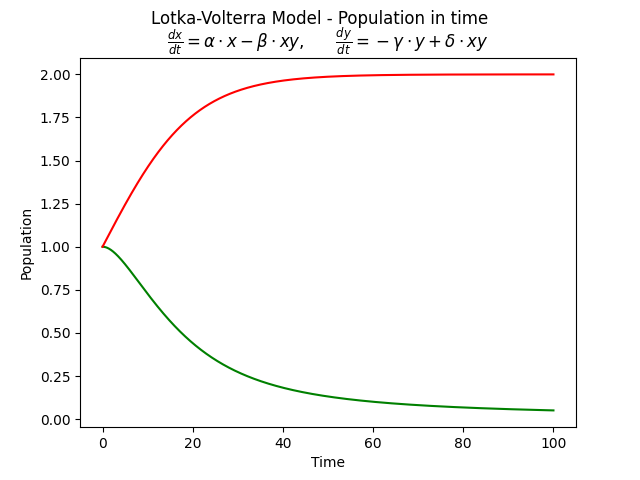 Lotka-Volterra Model - Population in time
dx/dt = α · x − β · xy,      dy/dt = −γ · y + δ · xy
2.00
1.75
1.50
1.25
1.00
0.75
0.50
0.25
0.00
Population
0 20 40 60 80 100
Time